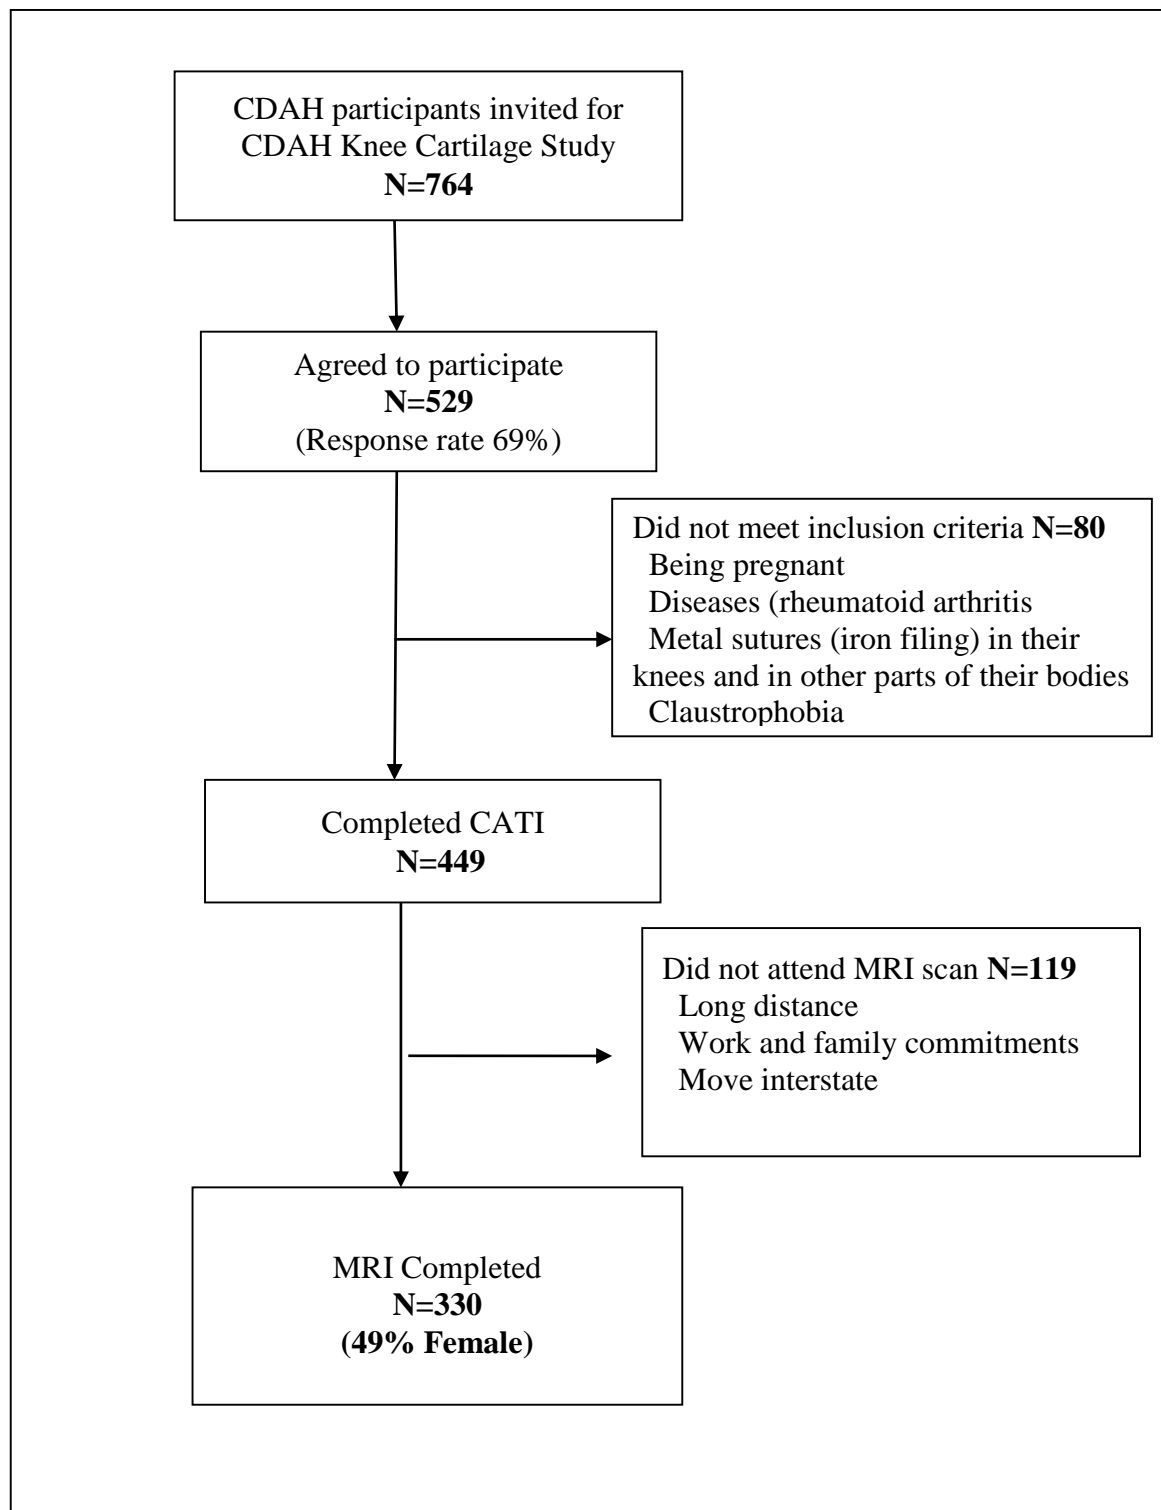 CDAH participants invited for
CDAH Knee Cartilage Study
N=764
Agreed to participate
N=529
(Response rate 69%)
Did not meet inclusion criteria N=80
Being pregnant
Diseases (rheumatoid arthritis
Metal sutures (iron filing) in their
knees and in other parts of their bodies
Claustrophobia
Completed CATI
N=449
Did not attend MRI scan N=119
Long distance
Work and family commitments
Move interstate
MRI Completed
N=330
(49% Female)